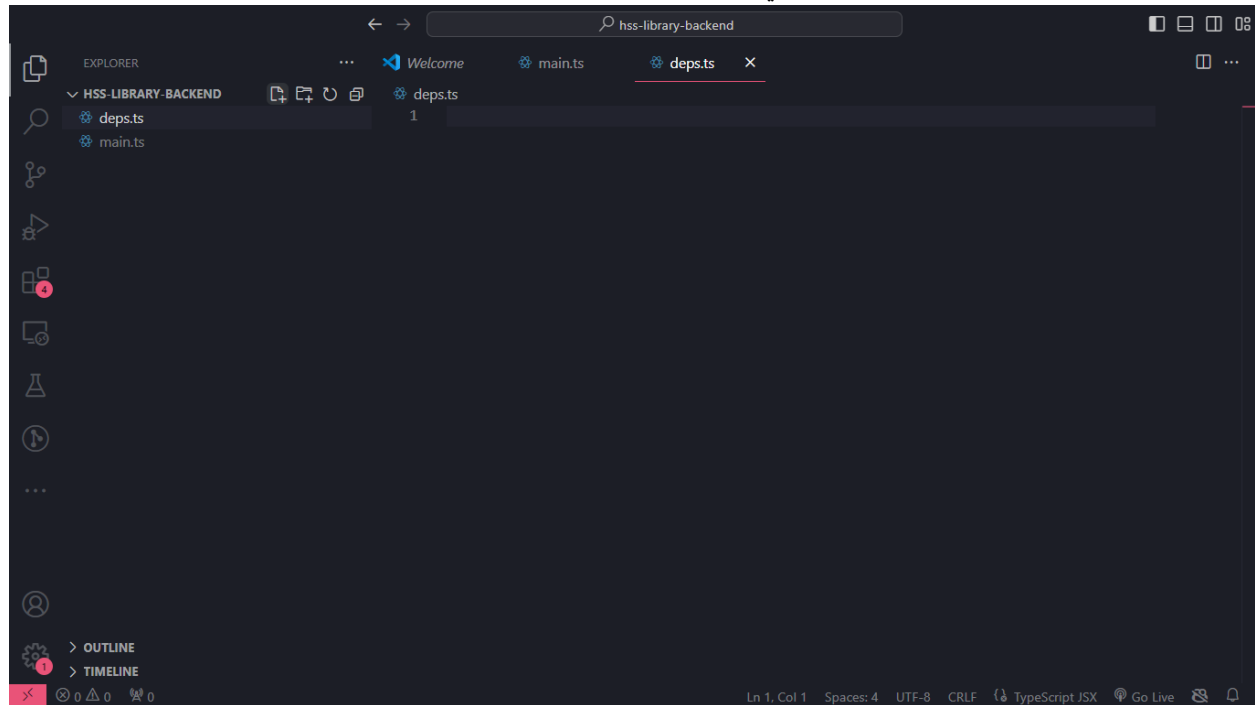 hss-library-backend
EXPLORER
Welcome
main.ts
deps.ts
HSS-LIBRARY-BACKEND
deps.ts
deps.ts
1
main.ts
4
OUTLINE
1
TIMELINE
0 0 0
Ln 1, Col 1 Spaces: 4 UTF-8 CRLF TypeScript JSX Go Live